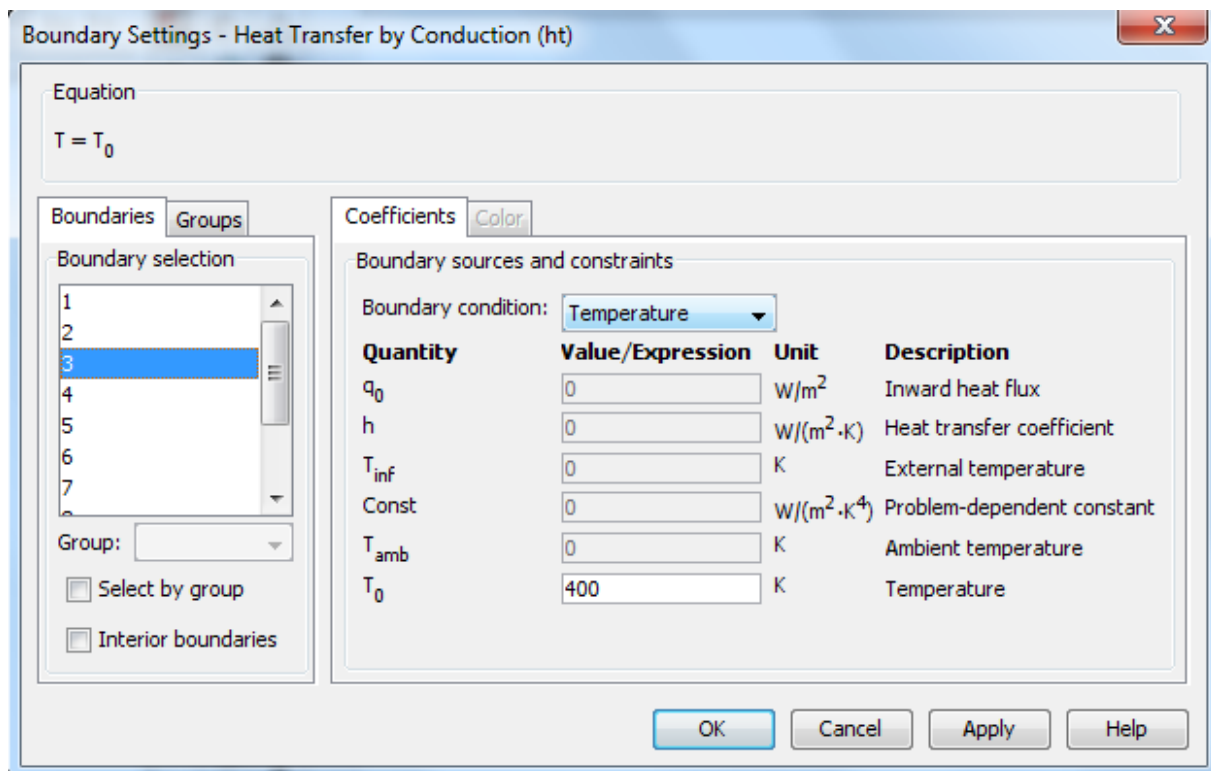 Boundary Settings - Heat Transfer by Conduction (ht)
Equation
T = T0
Boundaries Groups
Boundary selection
1
2
3
4
5
6
7
Group:
Select by group
Interior boundaries
Coefficients Color
Boundary sources and constraints
Boundary condition: Temperature
Quantity Value/Expression Unit Description
q0 0 W/m2 Inward heat flux
h 0 W/(m2·K) Heat transfer coefficient
Tinf 0 K External temperature
Const 0 W/(m2·K4) Problem-dependent constant
Tamb 0 K Ambient temperature
T0 400 K Temperature
OK Cancel Apply Help